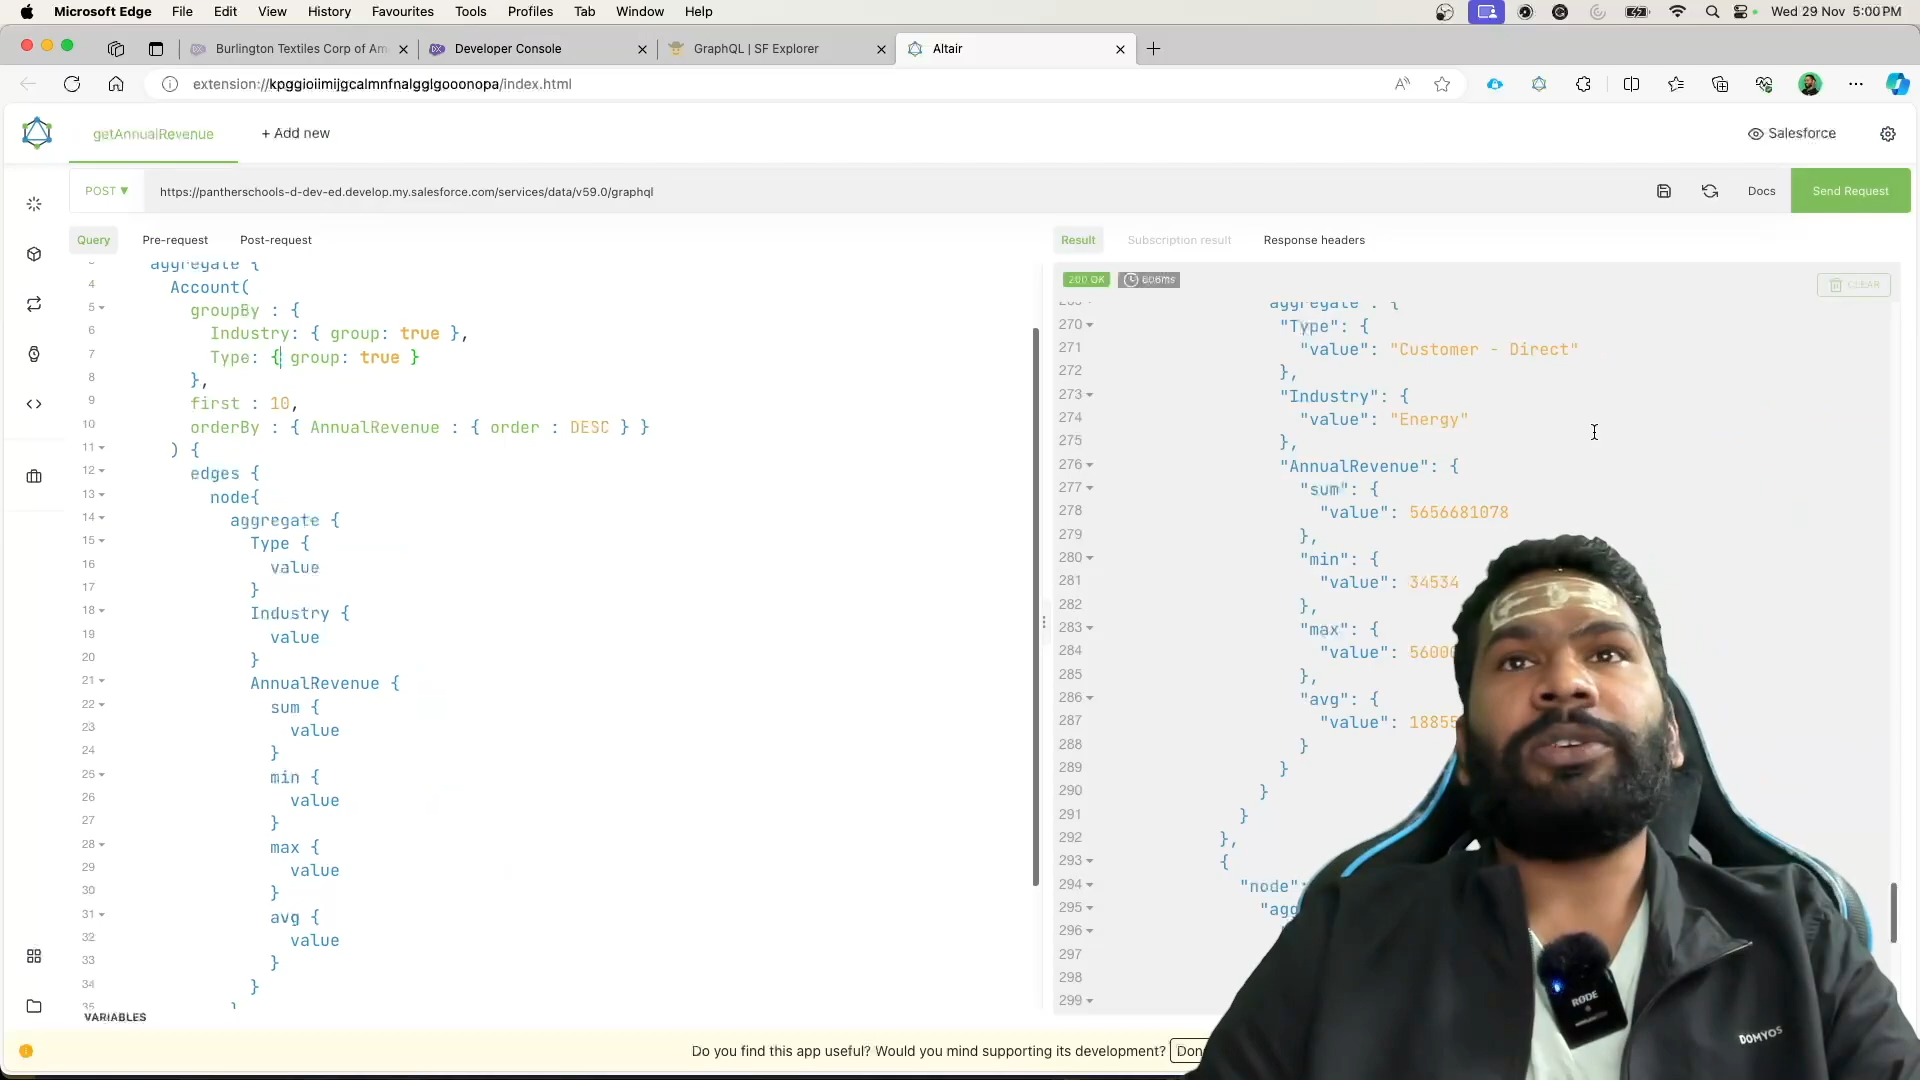 Microsoft Edge File Edit View History Favourites Tools Profiles Tab Window Help Wed 29 Nov 5:00 PM
Burlington Textiles Corp of Am Developer Console GraphQL | SF Explorer Altair
extension://kpggioiimijgcalmnfnalgglgooonopa/index.html
getAnnualRevenue + Add new Salesforce
POST https://pantherschools-d-dev-ed.develop.my.salesforce.com/services/data/v59.0/graphql Docs Send Request
Query Pre-request Post-request
aggregate {
4 Account(
5 groupBy : {
6 Industry: { group: true },
7 Type: { group: true }
8 },
9 first : 10,
10 orderBy : { AnnualRevenue : { order : DESC } }
11 ) {
12 edges {
13 node{
14 aggregate {
15 Type {
16 value
17 }
18 Industry {
19 value
20 }
21 AnnualRevenue {
22 sum {
23 value
24 }
25 min {
26 value
27 }
28 max {
29 value
30 }
31 avg {
32 value
33 }
34 }
35 }
VARIABLES
Result Subscription result Response headers
200 OK 606ms CLEAR
aggregate": {
270 "Type": {
271 "value": "Customer - Direct"
272 },
273 "Industry": {
274 "value": "Energy"
275 },
276 "AnnualRevenue": {
277 "sum": {
278 "value": 5656681078
279 },
280 "min": {
281 "value": 34534
282 },
283 "max": {
284 "value": 5600
285 },
286 "avg": {
287 "value": 18855
288 }
289 }
290 }
291 }
292 },
293 {
294 "node":
295 "agg
296
297
298
299
RØDE
DOMYOS
Do you find this app useful? Would you mind supporting its development? Don